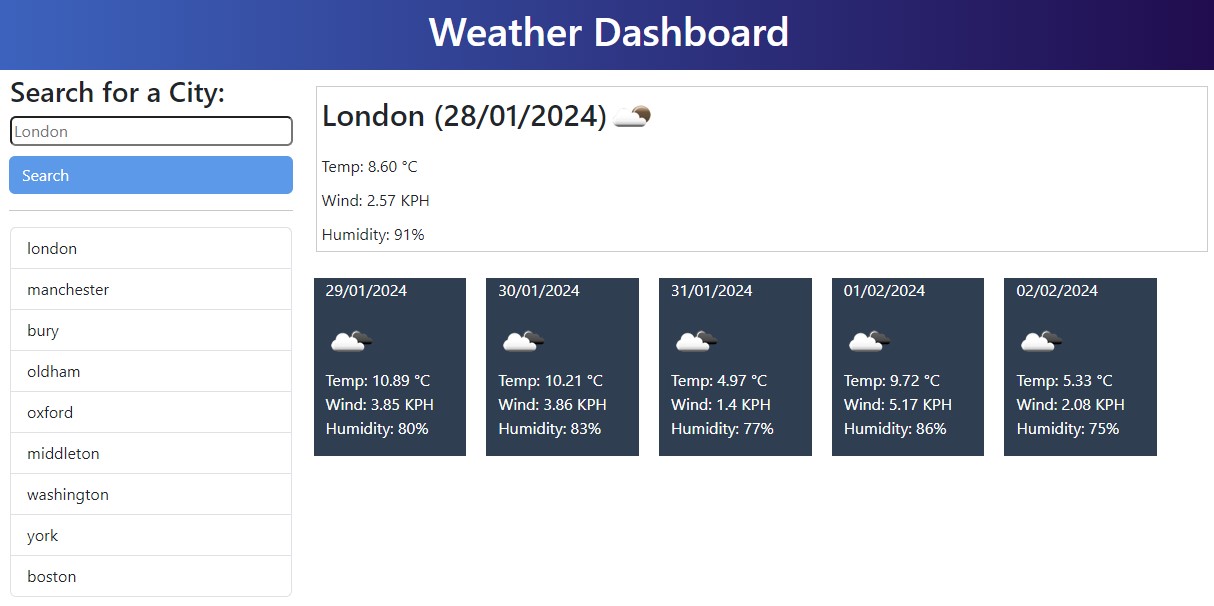 Weather Dashboard
Search for a City:
London
Search
london
manchester
bury
oldham
oxford
middleton
washington
york
boston
London (28/01/2024)
Temp: 8.60 °C
Wind: 2.57 KPH
Humidity: 91%
29/01/2024
Temp: 10.89 °C
Wind: 3.85 KPH
Humidity: 80%
30/01/2024
Temp: 10.21 °C
Wind: 3.86 KPH
Humidity: 83%
31/01/2024
Temp: 4.97 °C
Wind: 1.4 KPH
Humidity: 77%
01/02/2024
Temp: 9.72 °C
Wind: 5.17 KPH
Humidity: 86%
02/02/2024
Temp: 5.33 °C
Wind: 2.08 KPH
Humidity: 75%